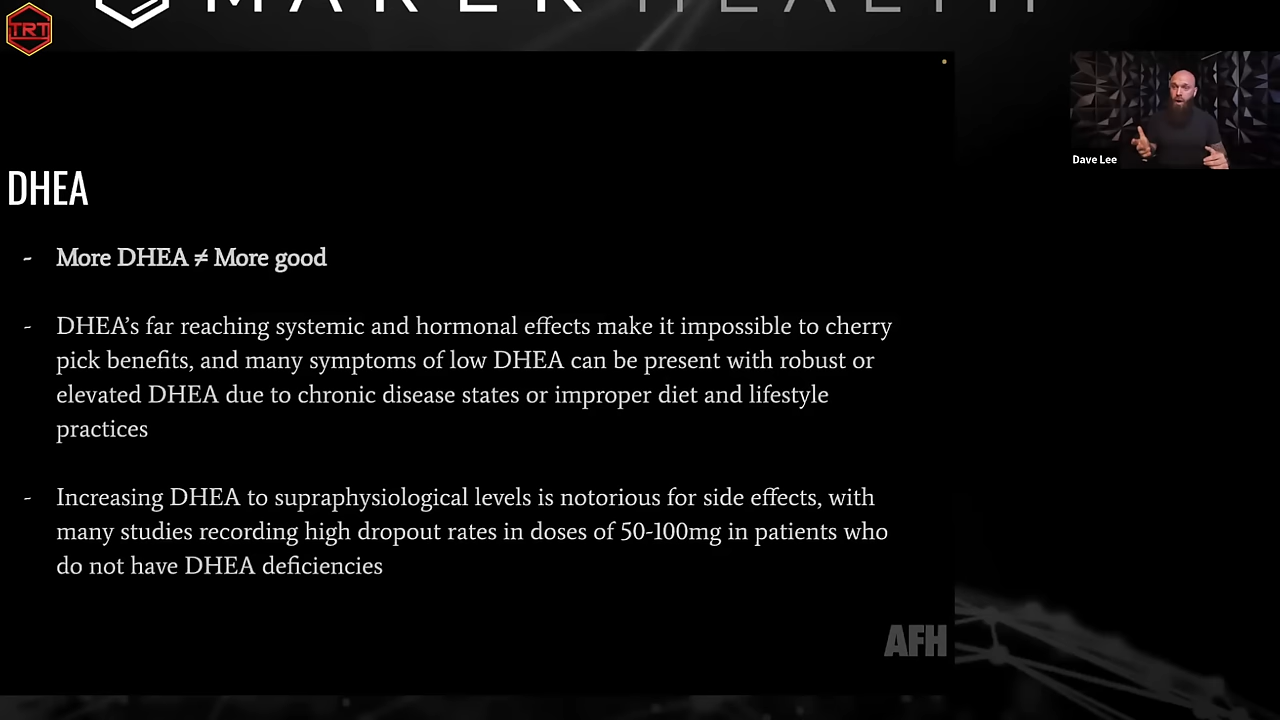 MAREK HEALTH
TRT
Dave Lee
DHEA
- More DHEA ≠ More good
- DHEA’s far reaching systemic and hormonal effects make it impossible to cherry
pick benefits, and many symptoms of low DHEA can be present with robust or
elevated DHEA due to chronic disease states or improper diet and lifestyle
practices
- Increasing DHEA to supraphysiological levels is notorious for side effects, with
many studies recording high dropout rates in doses of 50-100mg in patients who
do not have DHEA deficiencies
AFH